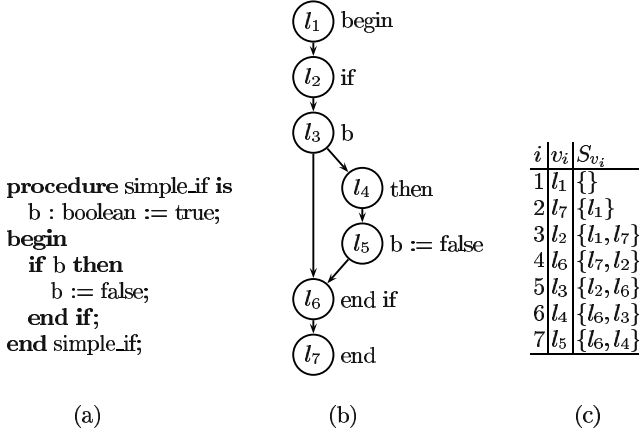 procedure simple_if is
b : boolean := true;
begin
if b then
b := false;
end if;
end simple_if;
(a)
l₁ begin
l₂ if
l₃ b
l₄ then
l₅ b := false
l₆ end if
l₇ end
(b)
i vᵢ S_vᵢ
1 l₁ {}
2 l₇ {l₁}
3 l₂ {l₁, l₇}
4 l₆ {l₇, l₂}
5 l₃ {l₂, l₆}
6 l₄ {l₆, l₃}
7 l₅ {l₆, l₄}
(c)